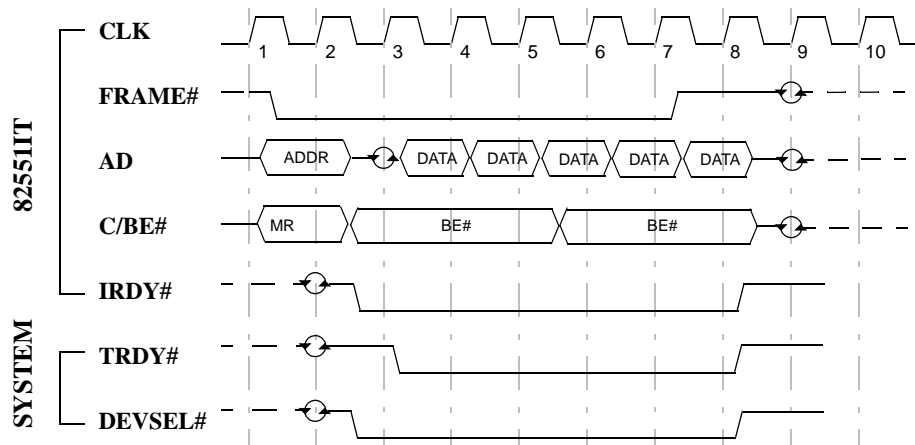 CLK
1 2 3 4 5 6 7 8 9 10
FRAME#
82551IT
AD
ADDR DATA DATA DATA DATA DATA
C/BE#
MR BE# BE#
IRDY#
SYSTEM
TRDY#
DEVSEL#